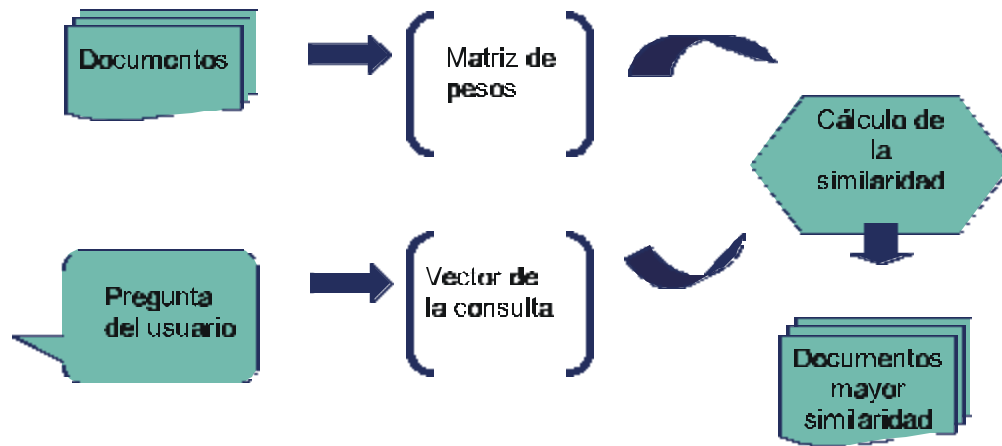 Documentos
Matriz de
pesos
Cálculo de
la
similaridad
Pregunta
del usuario
Vector de
la consulta
Documentos
mayor
similaridad